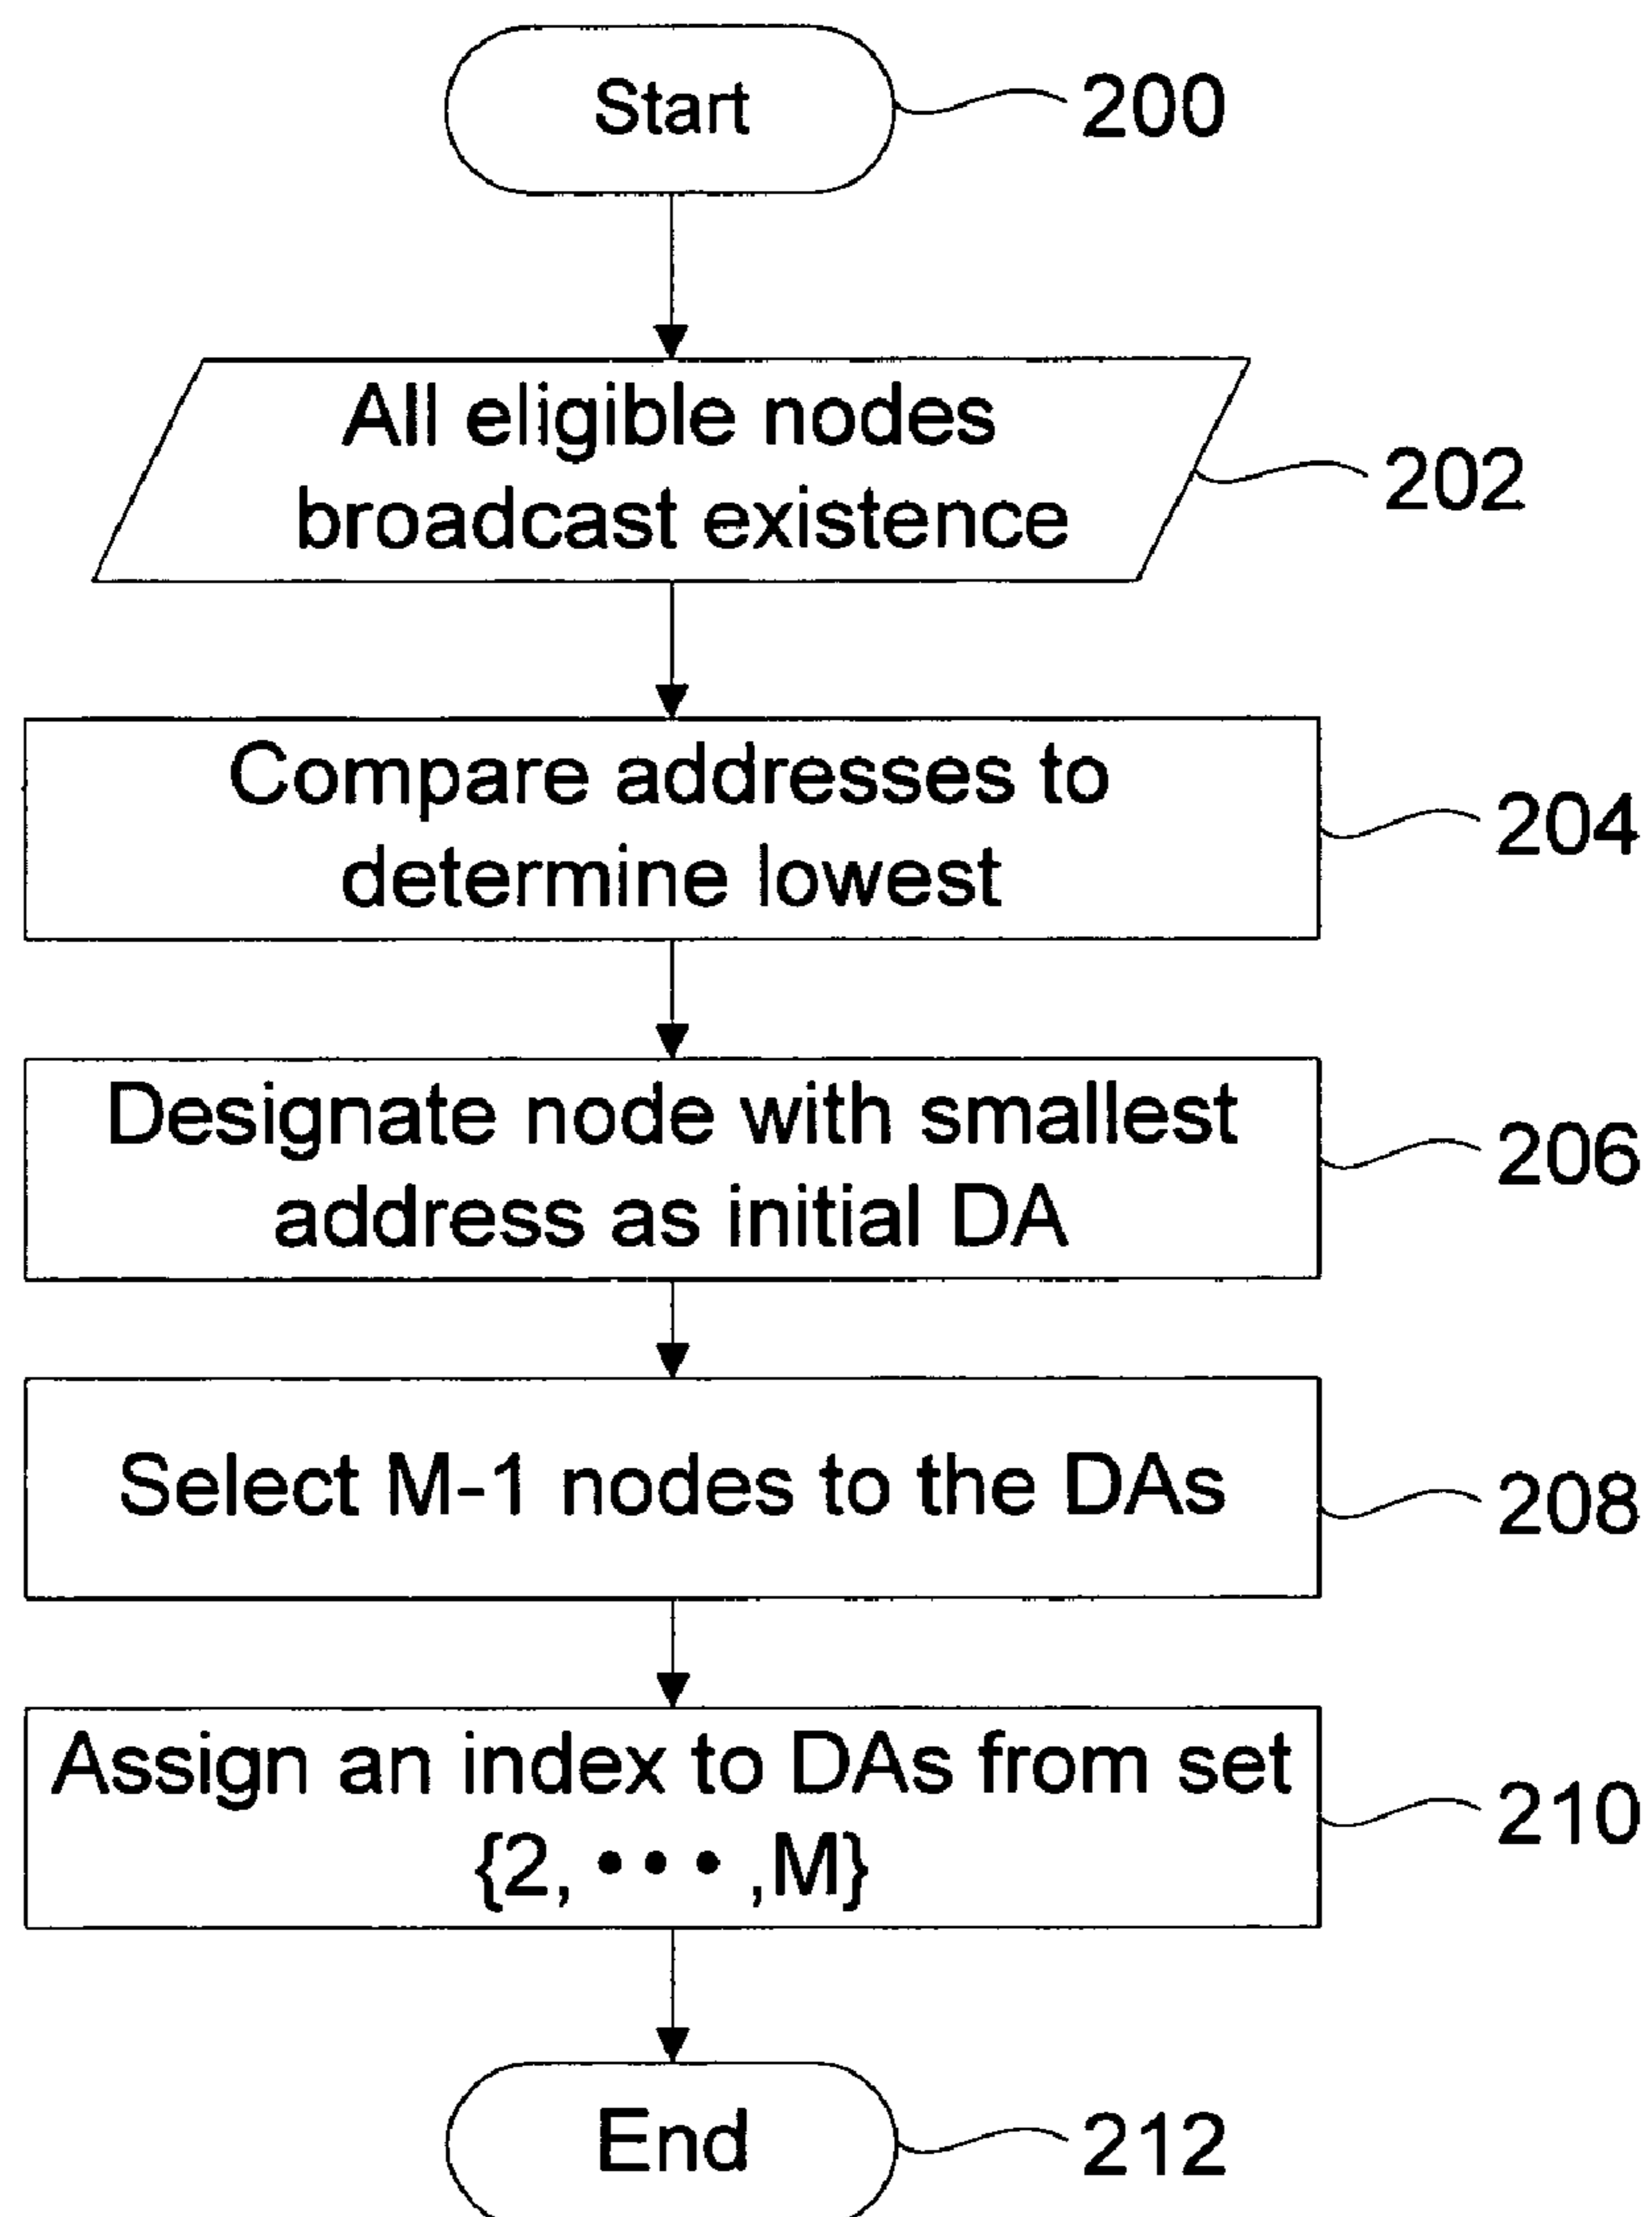 Start
200
All eligible nodes
broadcast existence
202
Compare addresses to
determine lowest
204
Designate node with smallest
address as initial DA
206
Select M-1 nodes to the DAs
208
Assign an index to DAs from set
{2, ••• ,M}
210
End
212